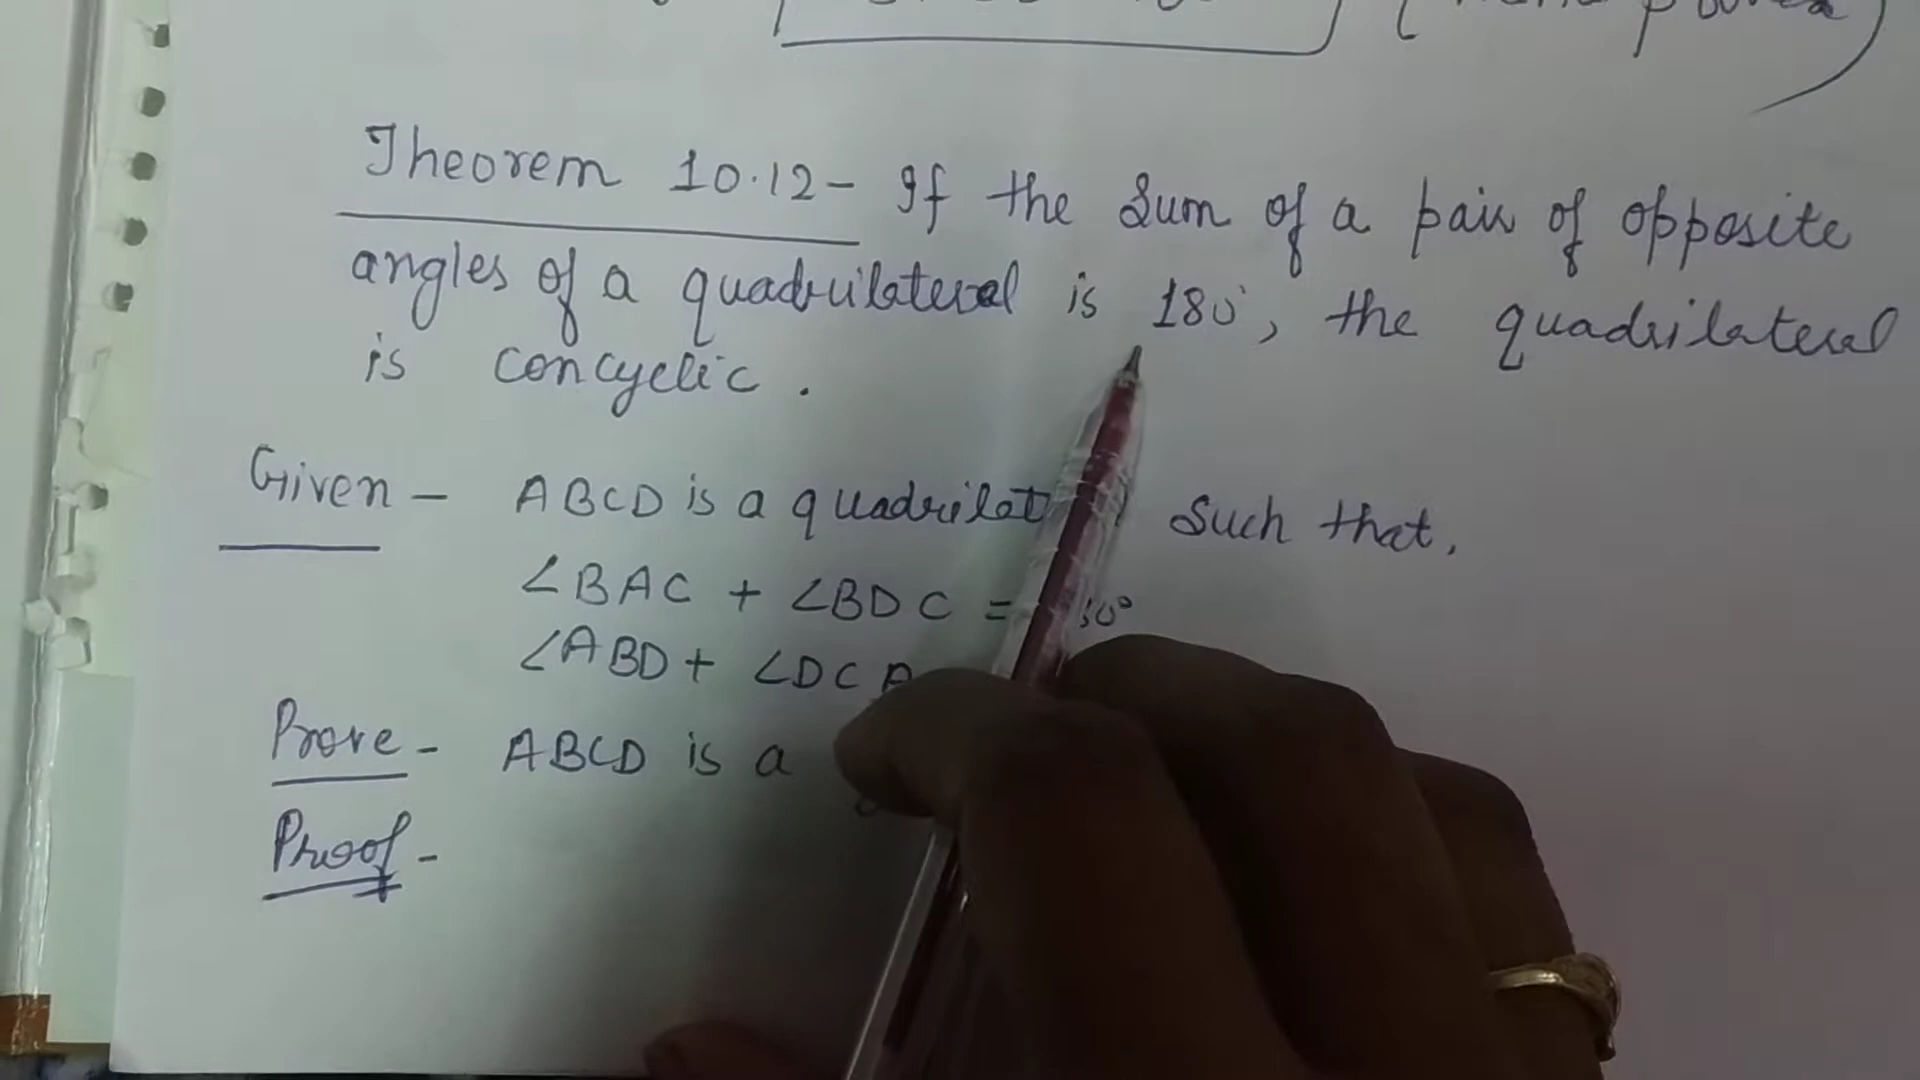 Theorem 10.12- If the Sum of a pair of opposite
angles of a quadrilateral is 180°, the quadrilateral
is concyclic.
Given - ABCD is a such that,
∠BAC + ∠BDC =
∠ABD + ∠DCA
Prove - ABCD is a
Proof -